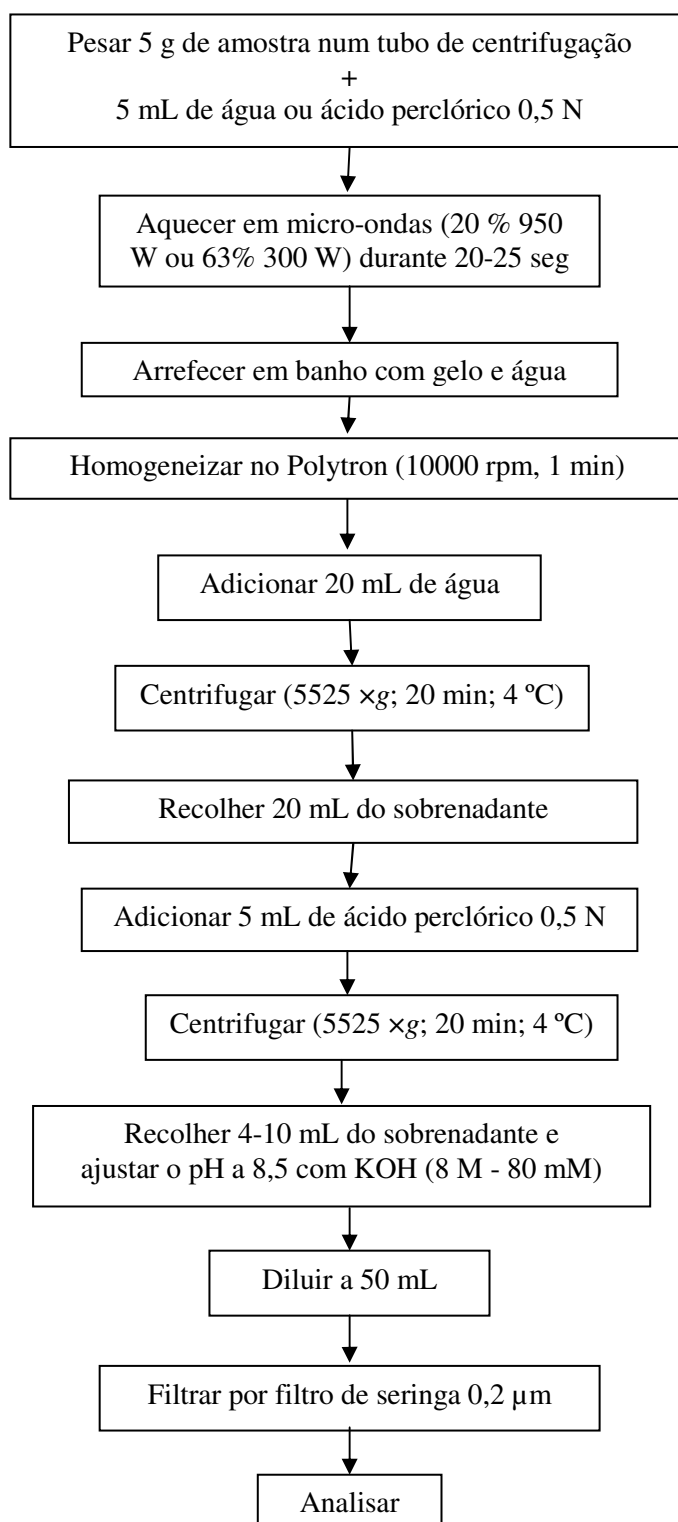 Pesar 5 g de amostra num tubo de centrifugação
+
5 mL de água ou ácido perclórico 0,5 N
Aquecer em micro-ondas (20 % 950
W ou 63% 300 W) durante 20-25 seg
Arrefecer em banho com gelo e água
Homogeneizar no Polytron (10000 rpm, 1 min)
Adicionar 20 mL de água
Centrifugar (5525 ×g; 20 min; 4 ºC)
Recolher 20 mL do sobrenadante
Adicionar 5 mL de ácido perclórico 0,5 N
Centrifugar (5525 ×g; 20 min; 4 ºC)
Recolher 4-10 mL do sobrenadante e
ajustar o pH a 8,5 com KOH (8 M - 80 mM)
Diluir a 50 mL
Filtrar por filtro de seringa 0,2 µm
Analisar